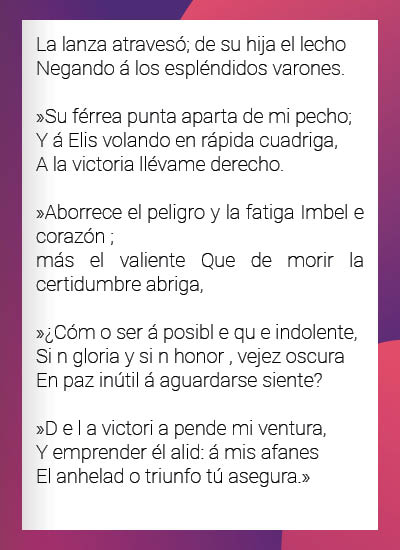 La lanza atravesó; de su hija el lecho
Negando á los espléndidos varones.

»Su férrea punta aparta de mi pecho;
Y á Elis volando en rápida cuadriga,
A la victoria llévame derecho.

»Aborrece el peligro y la fatiga Imbel e
corazón ;
más el valiente Que de morir la
certidumbre abriga,

»¿Cóm o ser á posibl e qu e indolente,
Si n gloria y si n honor , vejez oscura
En paz inútil á aguardarse siente?

»D e l a victori a pende mi ventura,
Y emprender él alid: á mis afanes
El anhelad o triunfo tú asegura.»